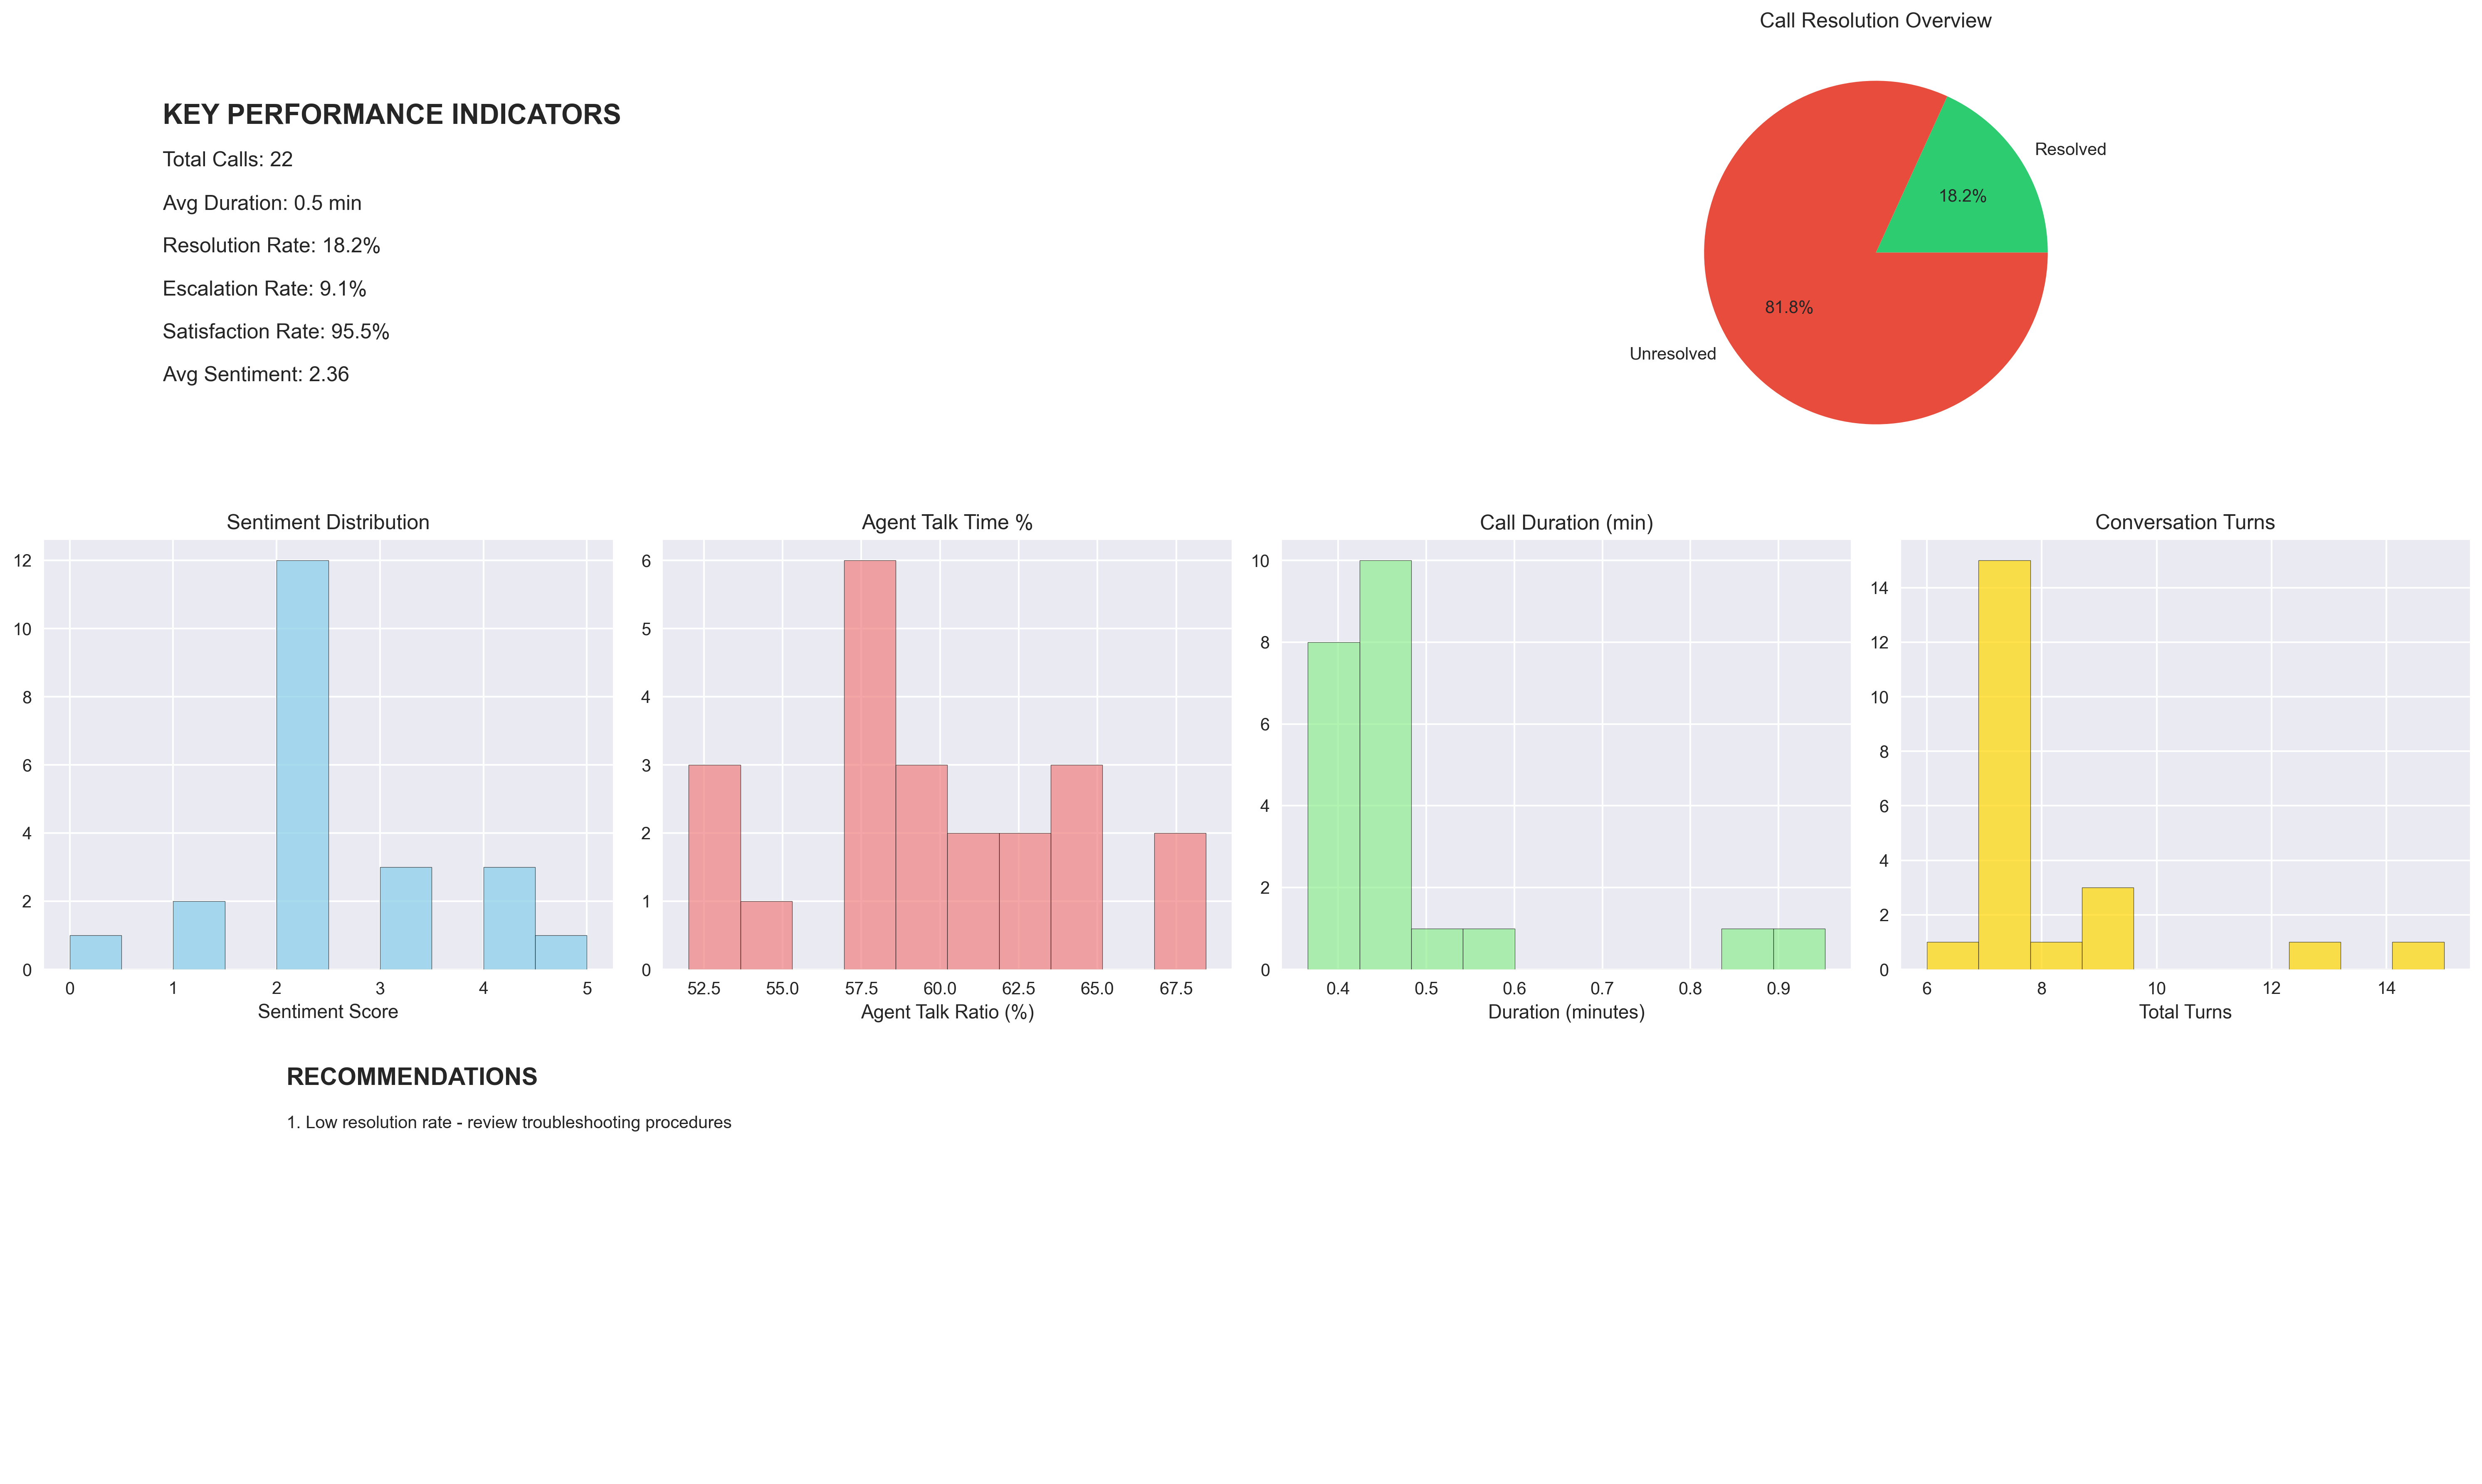 Call Resolution Overview
KEY PERFORMANCE INDICATORS
Total Calls: 22
Avg Duration: 0.5 min
Resolution Rate: 18.2%
Escalation Rate: 9.1%
Satisfaction Rate: 95.5%
Avg Sentiment: 2.36
Resolved
18.2%
81.8%
Unresolved
Sentiment Distribution
12
10
8
6
4
2
0
0 1 2 3 4 5
Sentiment Score
Agent Talk Time %
6
5
4
3
2
1
0
52.5 55.0 57.5 60.0 62.5 65.0 67.5
Agent Talk Ratio (%)
Call Duration (min)
10
8
6
4
2
0
0.4 0.5 0.6 0.7 0.8 0.9
Duration (minutes)
Conversation Turns
14
12
10
8
6
4
2
0
6 8 10 12 14
Total Turns
RECOMMENDATIONS
1. Low resolution rate - review troubleshooting procedures